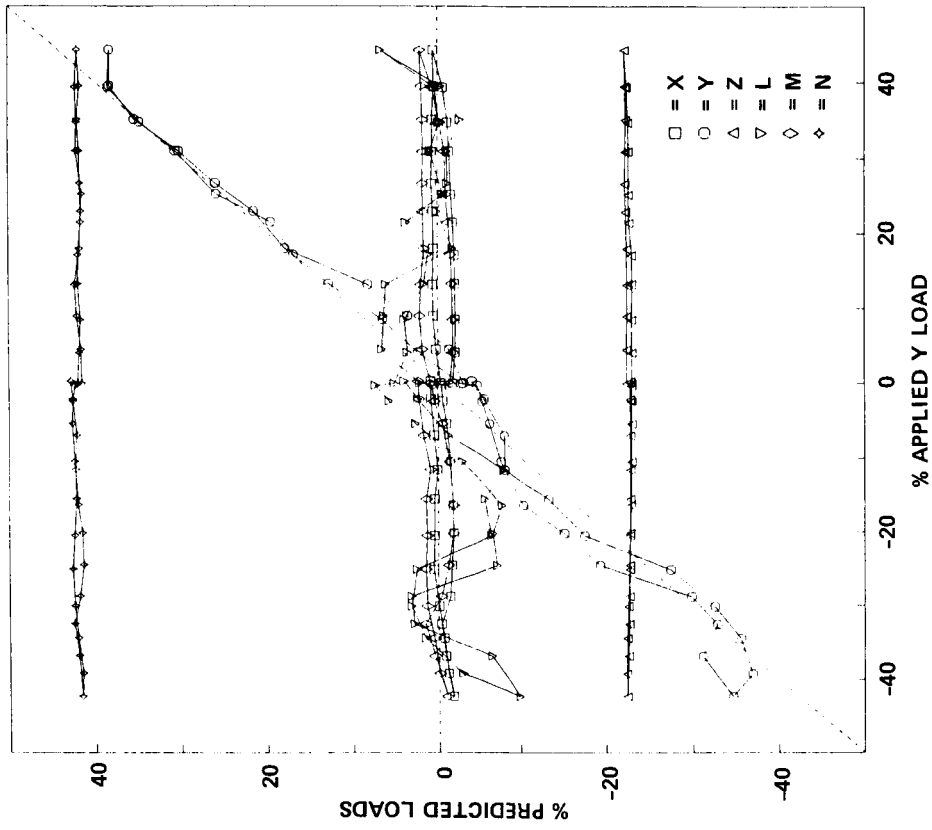 % PREDICTED LOADS
40
20
0
-20
-40
-40
-20
0
20
40
% APPLIED Y LOAD
□ = X
○ = Y
△ = Z
▽ = L
◇ = M
✧ = N